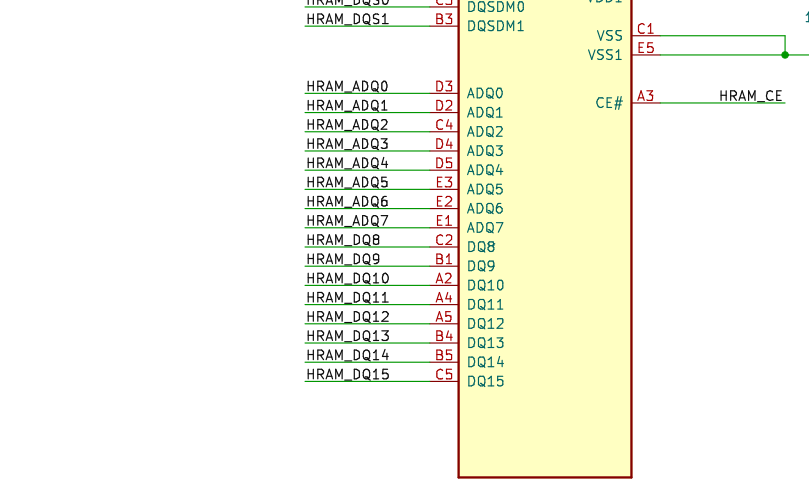 HRAM_DQS0 C3 DQSDM0
HRAM_DQS1 B3 DQSDM1
VDD1
VSS C1
VSS1 E5
HRAM_ADQ0 D3 ADQ0
CE# A3 HRAM_CE
HRAM_ADQ1 D2 ADQ1
HRAM_ADQ2 C4 ADQ2
HRAM_ADQ3 D4 ADQ3
HRAM_ADQ4 D5 ADQ4
HRAM_ADQ5 E3 ADQ5
HRAM_ADQ6 E2 ADQ6
HRAM_ADQ7 E1 ADQ7
HRAM_DQ8 C2 DQ8
HRAM_DQ9 B1 DQ9
HRAM_DQ10 A2 DQ10
HRAM_DQ11 A4 DQ11
HRAM_DQ12 A5 DQ12
HRAM_DQ13 B4 DQ13
HRAM_DQ14 B5 DQ14
HRAM_DQ15 C5 DQ15